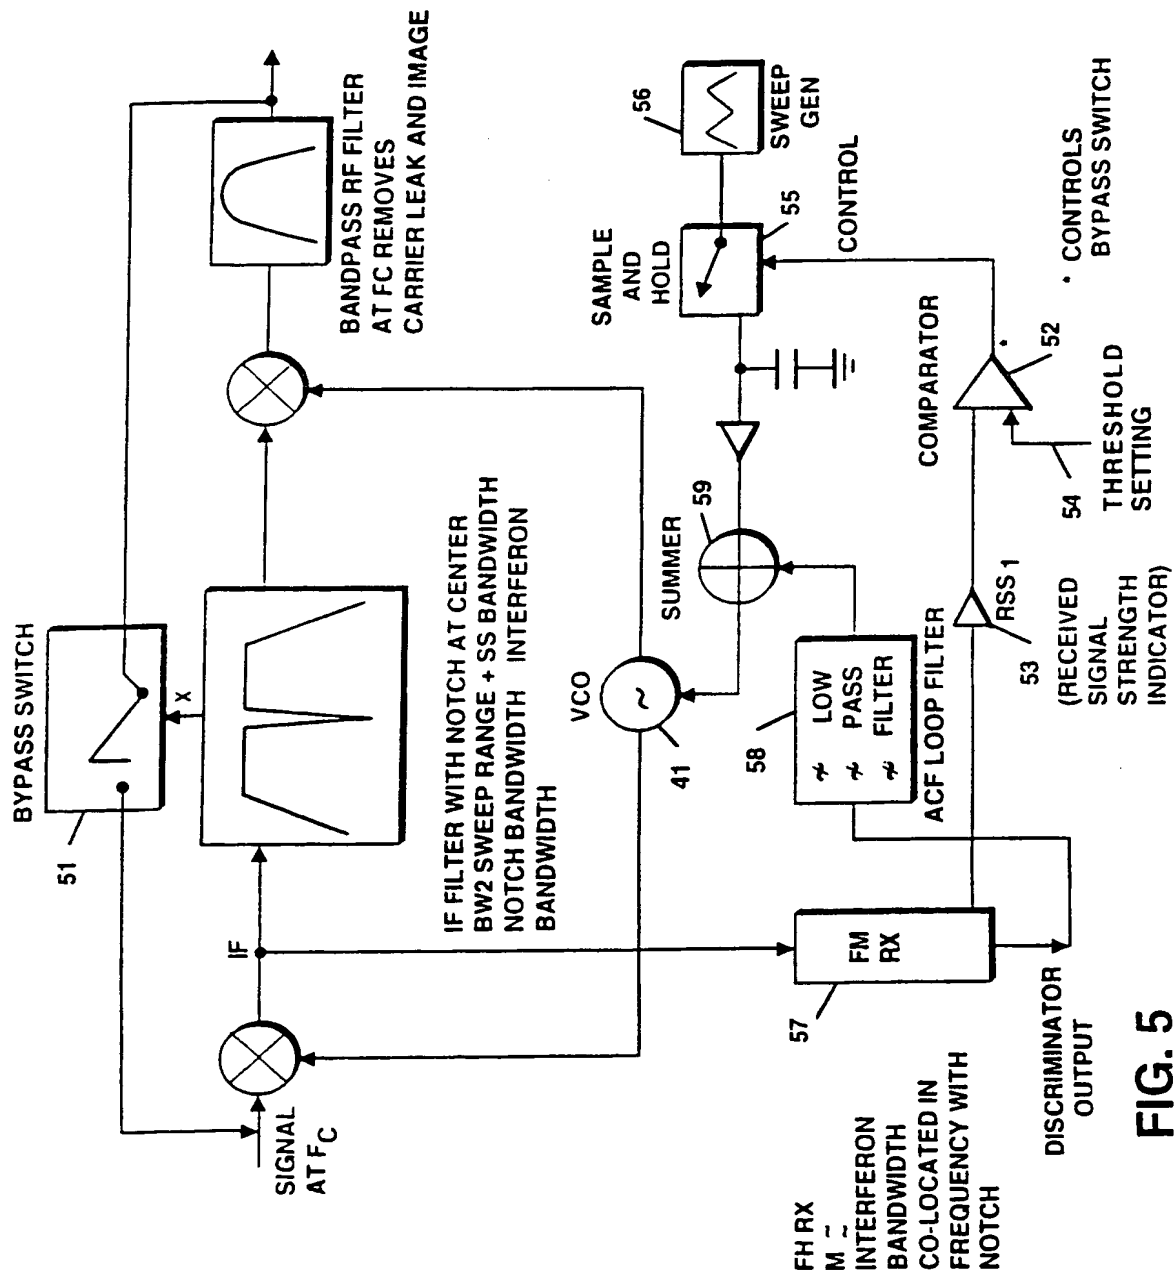 BYPASS SWITCH
51
X
SIGNAL
AT FC
IF
BANDPASS RF FILTER
AT FC REMOVES
CARRIER LEAK AND IMAGE
IF FILTER WITH NOTCH AT CENTER
BW2 SWEEP RANGE + SS BANDWIDTH
NOTCH BANDWIDTH INTERFERON
BANDWIDTH
VCO
~
41
SUMMER
59
SAMPLE
AND
HOLD
55
56
SWEEP
GEN
CONTROL
58
LOW
PASS
FILTER
ACF LOOP FILTER
57
FM
RX
DISCRIMINATOR
OUTPUT
RSS1
53
(RECEIVED
SIGNAL
STRENGTH
INDICATOR)
COMPARATOR
52
*
54
THRESHOLD
SETTING
* CONTROLS
BYPASS SWITCH
FH RX
M ~
~
INTERFERON
BANDWIDTH
CO-LOCATED IN
FREQUENCY WITH
NOTCH
FIG. 5